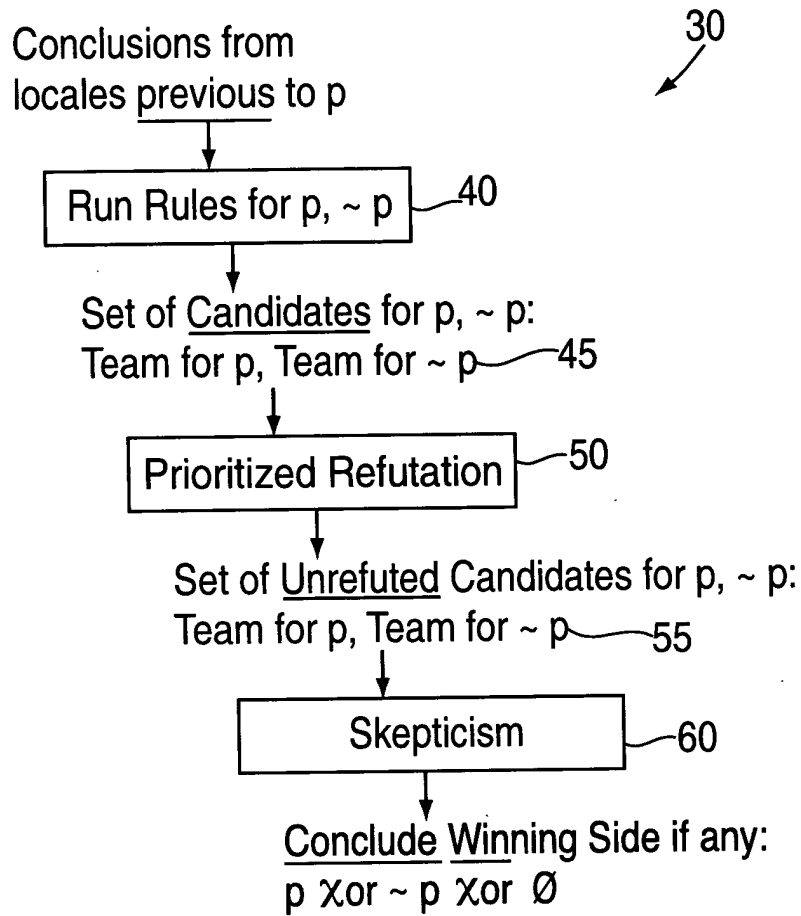 30
Conclusions from
locales previous to p
Run Rules for p, ~ p
40
Set of Candidates for p, ~ p:
Team for p, Team for ~ p
45
Prioritized Refutation
50
Set of Unrefuted Candidates for p, ~ p:
Team for p, Team for ~ p
55
Skepticism
60
Conclude Winning Side if any:
p χor ~ p χor Ø